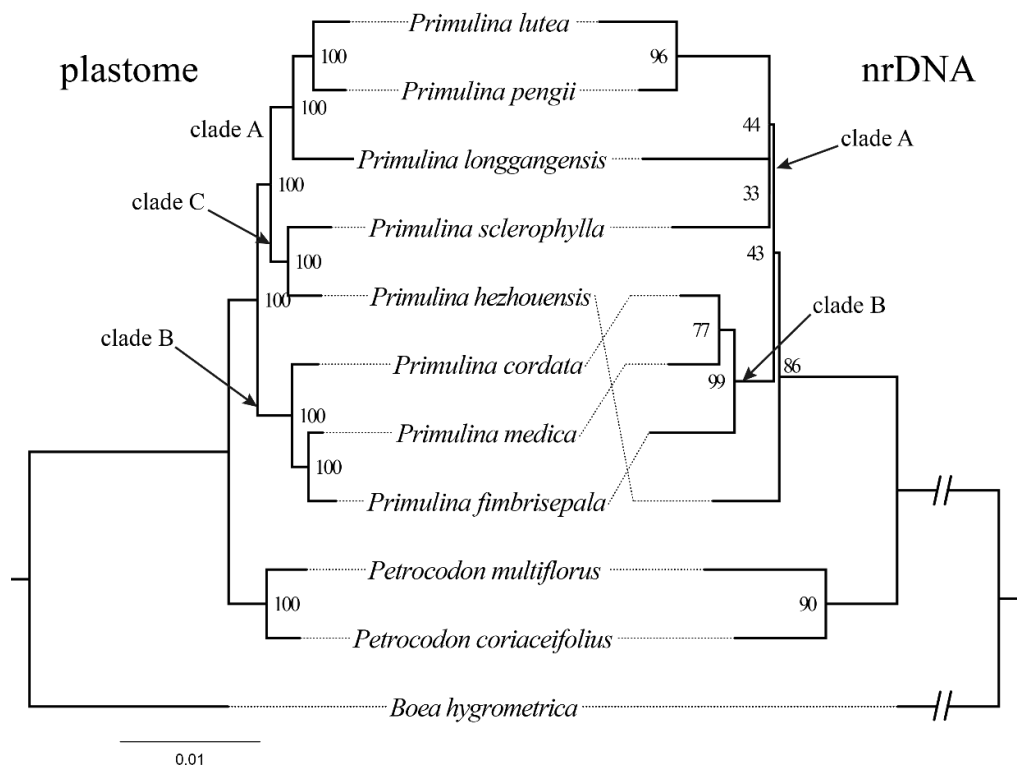 plastome
nrDNA
Primulina lutea
Primulina pengii
Primulina longgangensis
Primulina sclerophylla
Primulina hezhouensis
Primulina cordata
Primulina medica
Primulina fimbrisepala
Petrocodon multiflorus
Petrocodon coriaceifolius
Boea hygrometrica
100
100
clade A
100
clade C
100
100
clade B
100
100
100
0.01
96
44
clade A
33
43
clade B
77
99
86
90